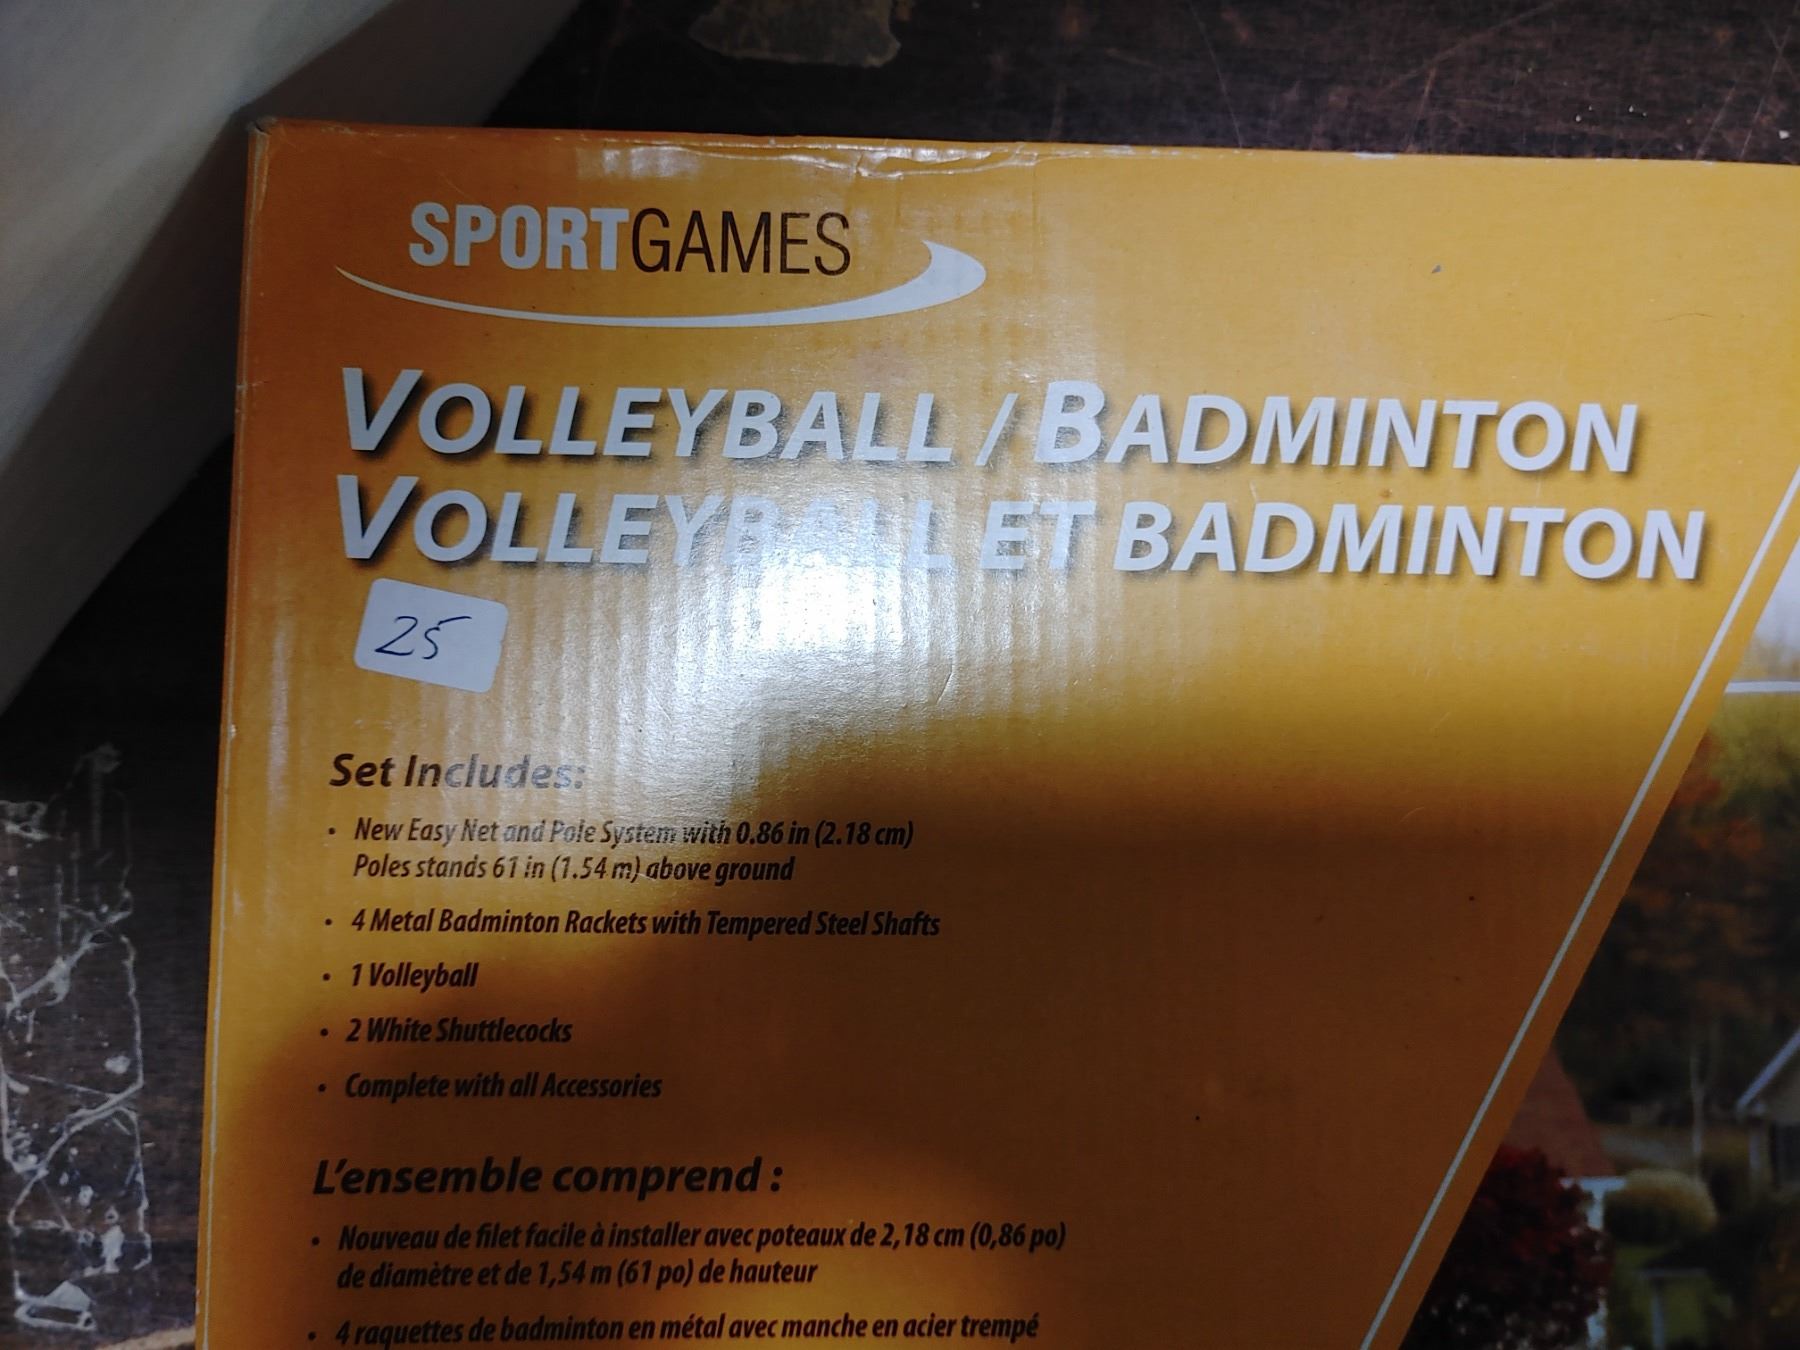 SPORTGAMES
VOLLEYBALL / BADMINTON
VOLLEYBALL ET BADMINTON
25
Set Includes:
• New Easy Net and Pole System with 0.86 in (2.18 cm)
Poles stands 61 in (1.54 m) above ground
• 4 Metal Badminton Rackets with Tempered Steel Shafts
• 1 Volleyball
• 2 White Shuttlecocks
• Complete with all Accessories
L'ensemble comprend :
• Nouveau de filet facile à installer avec poteaux de 2,18 cm (0,86 po)
de diamètre et de 1,54 m (61 po) de hauteur
• 4 raquettes de badminton en métal avec manche en acier trempé